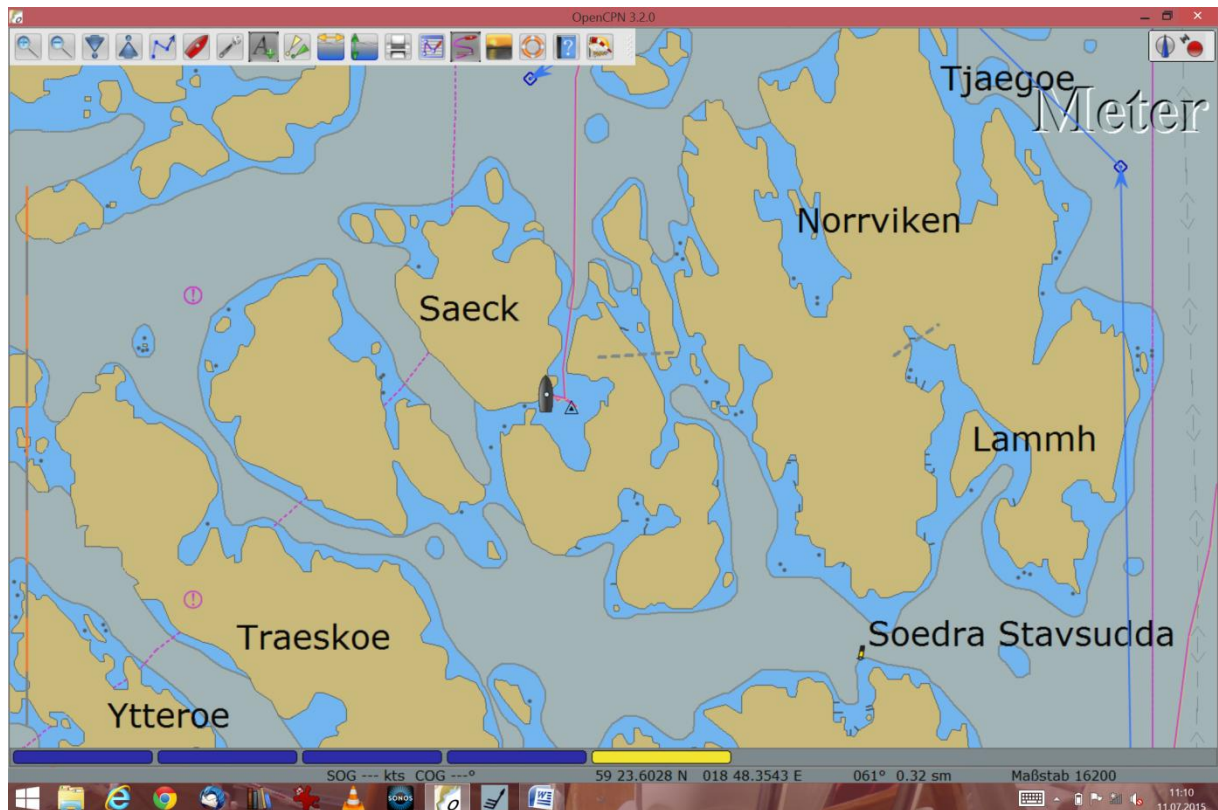 OpenCPN 3.2.0
Tjaegoe
Meter
Norrviken
Saeck
Lammh
Traeskoe
Soedra Stavsudda
Ytteroe
SOG --- kts COG ---° 59 23.6028 N 018 48.3543 E 061° 0.32 sm Maßstab 16200
SONOS
11:10
11.07.2015